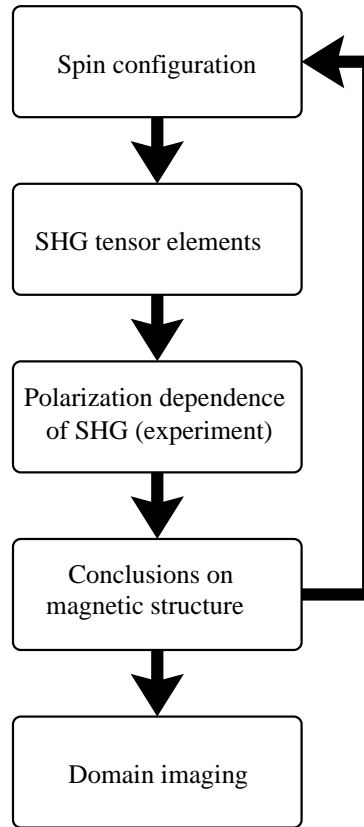 Spin configuration
SHG tensor elements
Polarization dependence
of SHG (experiment)
Conclusions on
magnetic structure
Domain imaging